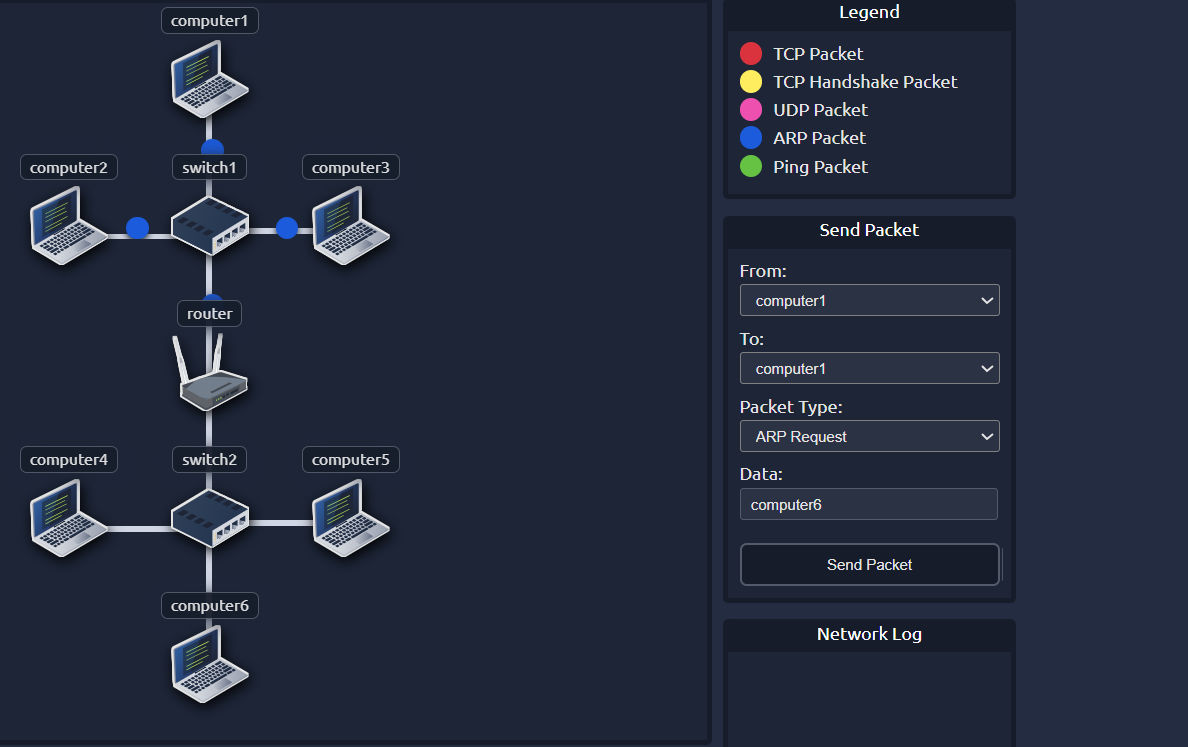 computer1
computer2
switch1
computer3
router
computer4
switch2
computer5
computer6
Legend
TCP Packet
TCP Handshake Packet
UDP Packet
ARP Packet
Ping Packet
Send Packet
From:
computer1
To:
computer1
Packet Type:
ARP Request
Data:
computer6
Send Packet
Network Log